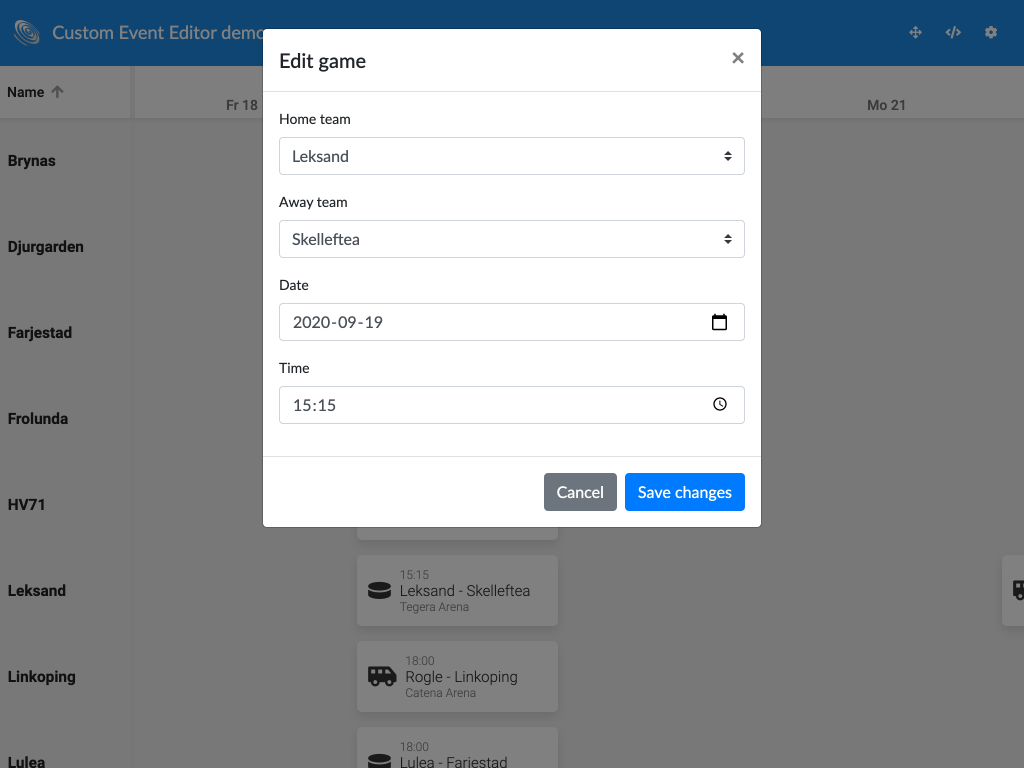 Custom Event Editor demo
Edit game
×
Name
Fr 18
Mo 21
Home team
Leksand
Away team
Skelleftea
Date
2020-09-19
Time
15:15
Cancel
Save changes
Brynas
Djurgarden
Farjestad
Frolunda
HV71
Leksand
15:15
Leksand - Skelleftea
Tegera Arena
Linkoping
18:00
Rogle - Linkoping
Catena Arena
Lulea
18:00
Lulea - Farjestad